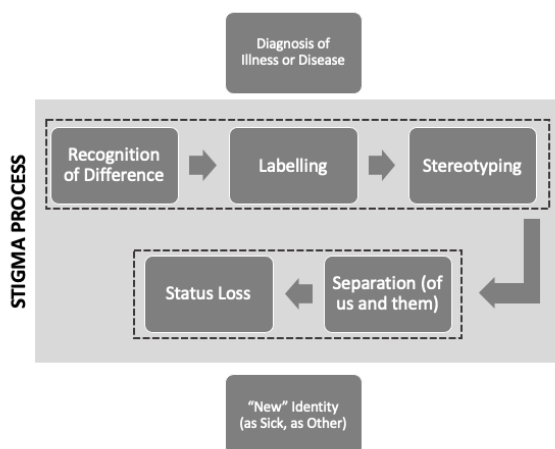 Diagnosis of
Illness or Disease
STIGMA PROCESS
Recognition
of Difference
Labelling
Stereotyping
Separation (of
us and them)
Status Loss
"New" Identity
(as Sick, as Other)